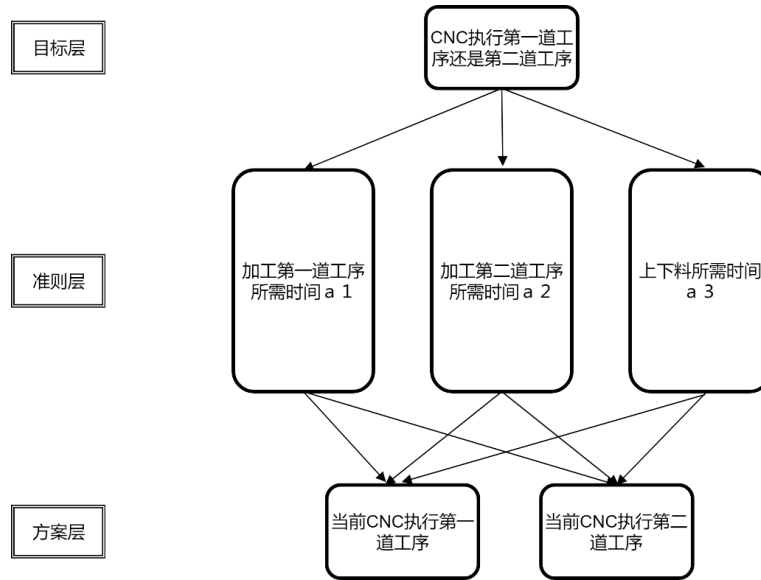 目标层
CNC执行第一道工
序还是第二道工序
准则层
加工第一道工序
所需时间ａ１
加工第二道工序
所需时间ａ２
上下料所需时间
ａ３
方案层
当前CNC执行第一
道工序
当前CNC执行第二
道工序